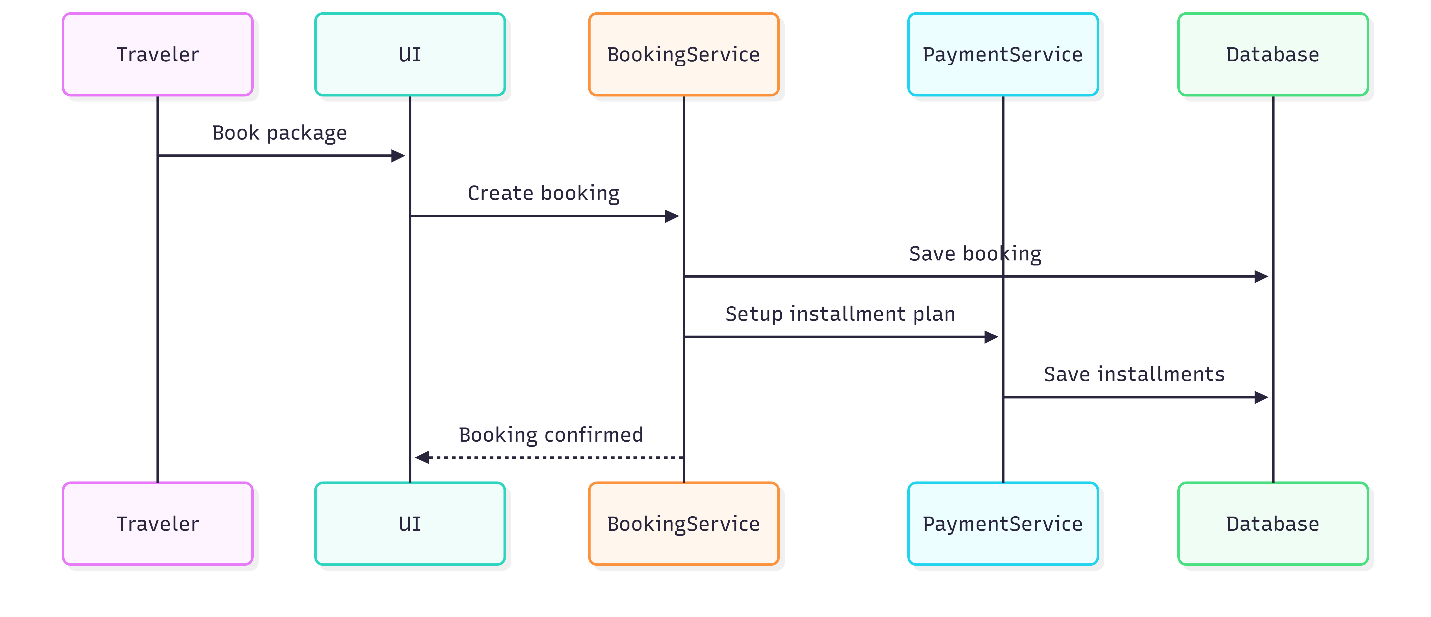 Traveler
UI
BookingService
PaymentService
Database
Book package
Create booking
Save booking
Setup installment plan
Save installments
Booking confirmed
Traveler
UI
BookingService
PaymentService
Database